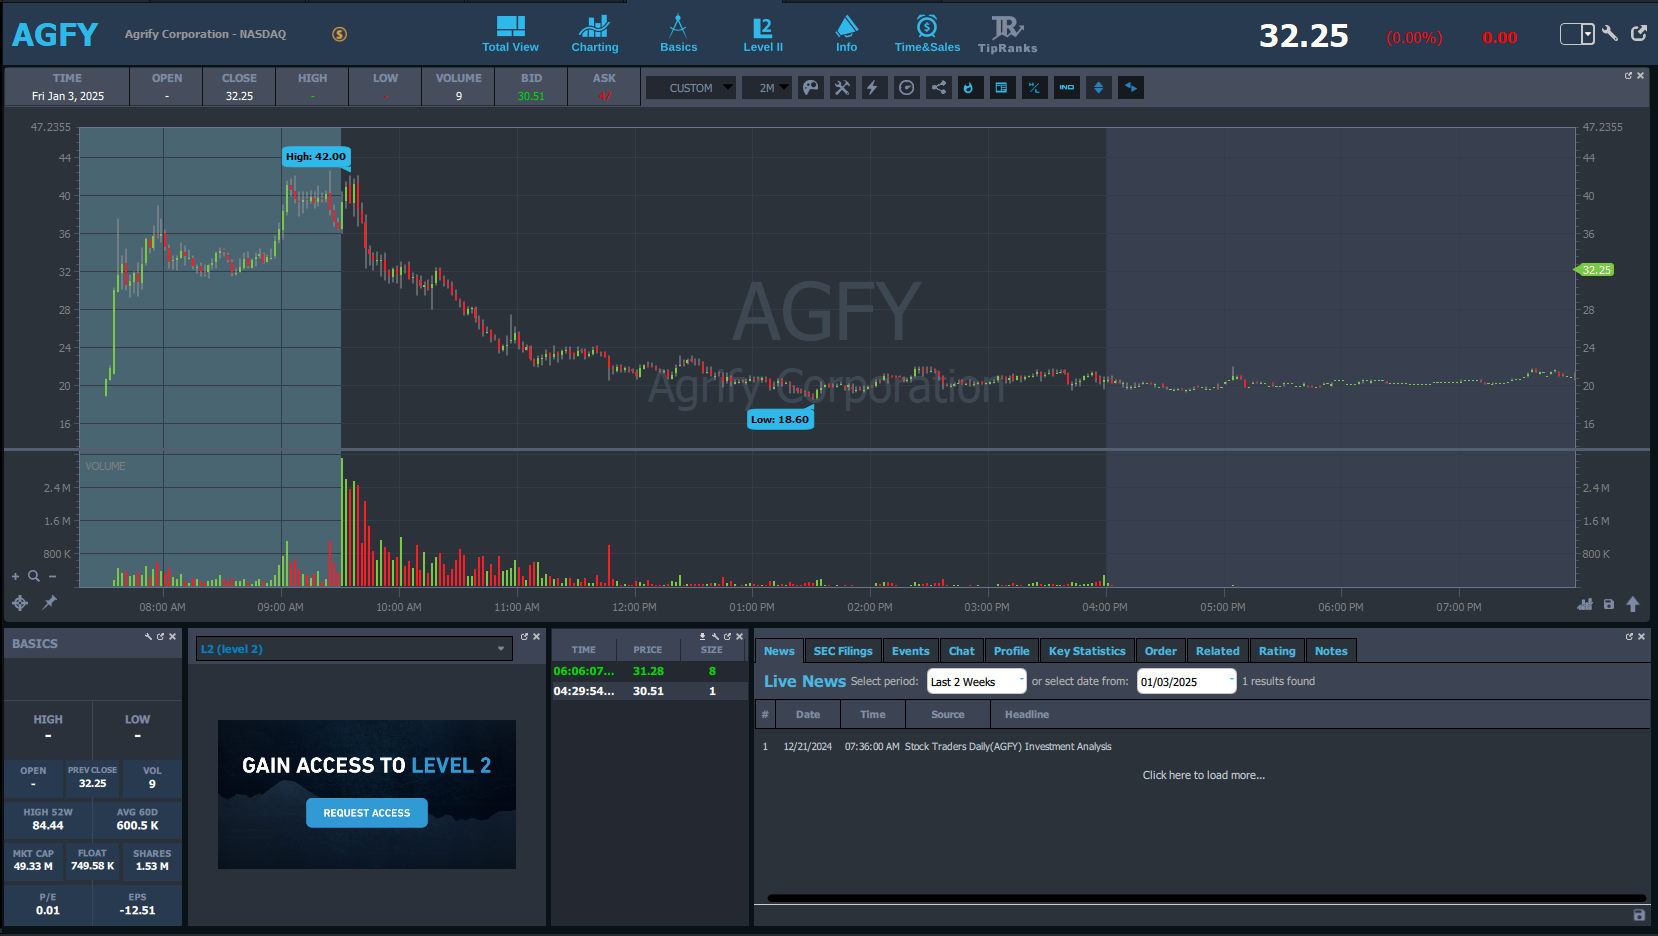 AGFY Agrify Corporation - NASDAQ
Total View Charting Basics L2 Level II Info Time&Sales TipRanks
32.25 (0.00%) 0.00
TIME OPEN CLOSE HIGH LOW VOLUME BID ASK
Fri Jan 3, 2025 - 32.25 - - 9 30.51 47
CUSTOM 2M
47.2355 47.2355
High: 42.00
44 44
40 40
36 36
32 32.25
28 28
24 24
20 20
16 16
AGFY
Agrify Corporation
Low: 18.60
VOLUME
2.4 M 2.4 M
1.6 M 1.6 M
800 K 800 K
08:00 AM 09:00 AM 10:00 AM 11:00 AM 12:00 PM 01:00 PM 02:00 PM 03:00 PM 04:00 PM 05:00 PM 06:00 PM 07:00 PM
BASICS
HIGH LOW
- -
OPEN PREV CLOSE VOL
- 32.25 9
HIGH 52W AVG 60D
84.44 600.5 K
MKT CAP FLOAT SHARES
49.33 M 749.58 K 1.53 M
P/E EPS
0.01 -12.51
L2 (level 2)
GAIN ACCESS TO LEVEL 2
REQUEST ACCESS
TIME PRICE SIZE
06:06:07... 31.28 8
04:29:54... 30.51 1
News SEC Filings Events Chat Profile Key Statistics Order Related Rating Notes
Live News Select period: Last 2 Weeks or select date from: 01/03/2025 1 results found
# Date Time Source Headline
1 12/21/2024 07:36:00 AM Stock Traders Daily (AGFY) Investment Analysis
Click here to load more...